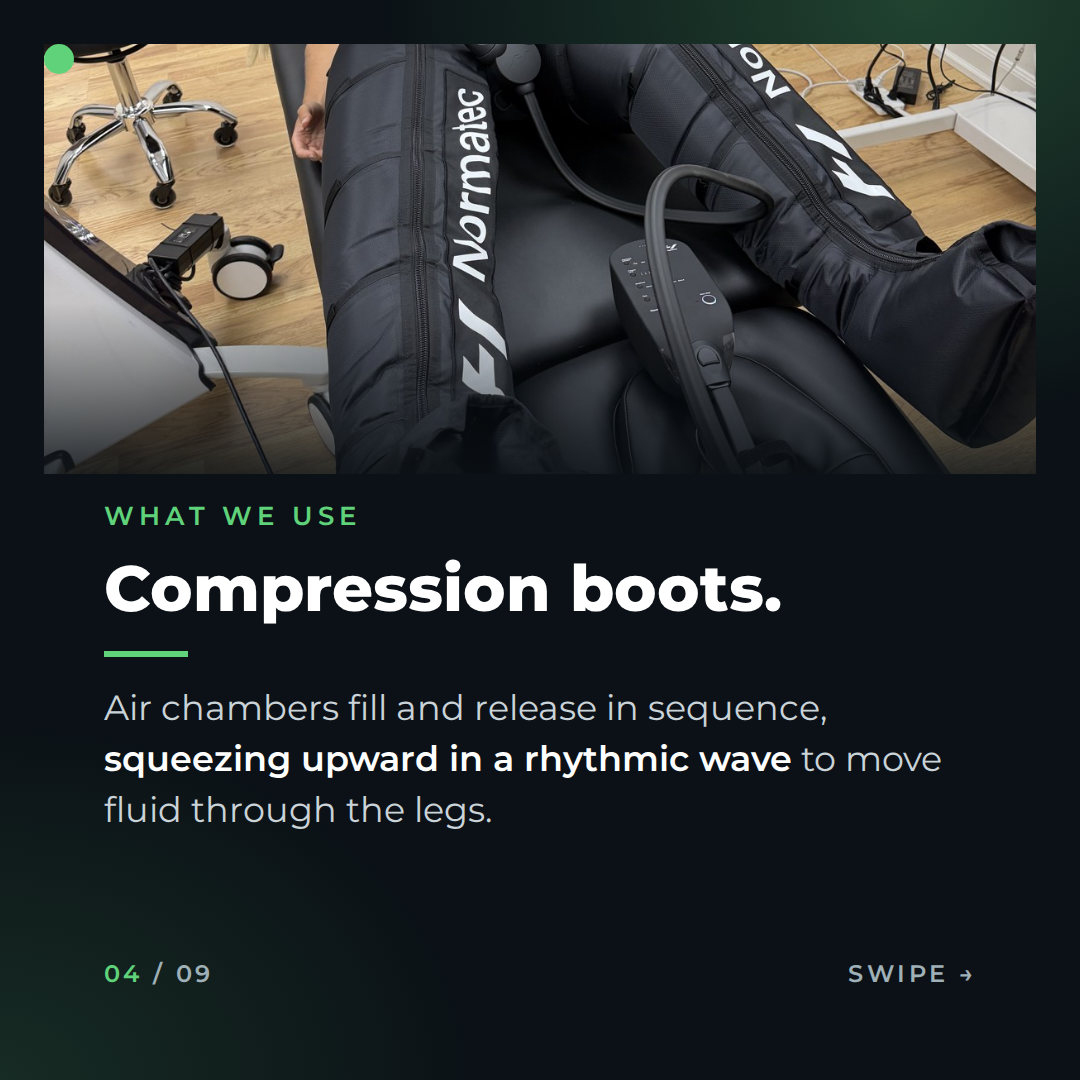 Normatec
No
WHAT WE USE
Compression boots.
Air chambers fill and release in sequence,
squeezing upward in a rhythmic wave to move
fluid through the legs.
04 / 09
SWIPE →